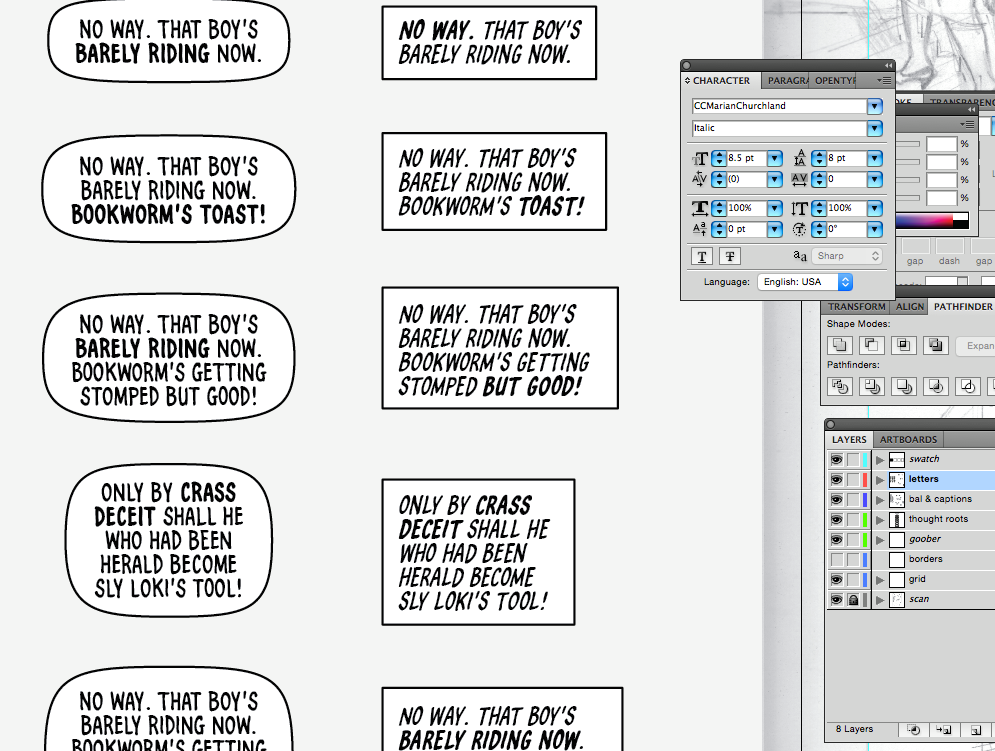 NO WAY. THAT BOY'S
BARELY RIDING NOW.
NO WAY. THAT BOY'S
BARELY RIDING NOW.
NO WAY. THAT BOY'S
BARELY RIDING NOW.
BOOKWORM'S TOAST!
NO WAY. THAT BOY'S
BARELY RIDING NOW.
BOOKWORM'S TOAST!
NO WAY. THAT BOY'S
BARELY RIDING NOW.
BOOKWORM'S GETTING
STOMPED BUT GOOD!
NO WAY. THAT BOY'S
BARELY RIDING NOW.
BOOKWORM'S GETTING
STOMPED BUT GOOD!
ONLY BY CRASS
DECEIT SHALL HE
WHO HAD BEEN
HERALD BECOME
SLY LOKI'S TOOL!
ONLY BY CRASS
DECEIT SHALL HE
WHO HAD BEEN
HERALD BECOME
SLY LOKI'S TOOL!
NO WAY. THAT BOY'S
BARELY RIDING NOW.
BOOKWORM'S GETTING
NO WAY. THAT BOY'S
BARELY RIDING NOW.
CHARACTER PARAGRA OPENTYP
CCMarianChurchland
Italic
8.5 pt 8 pt
(0) 0
100% 100%
0 pt 0°
T T aa Sharp
Language: English: USA
OKE TRANSPARENC
%
%
%
%
gap dash gap
TRANSFORM ALIGN PATHFINDER
Shape Modes:
Expan
Pathfinders:
LAYERS ARTBOARDS
swatch
letters
bal & captions
thought roots
goober
borders
grid
scan
8 Layers